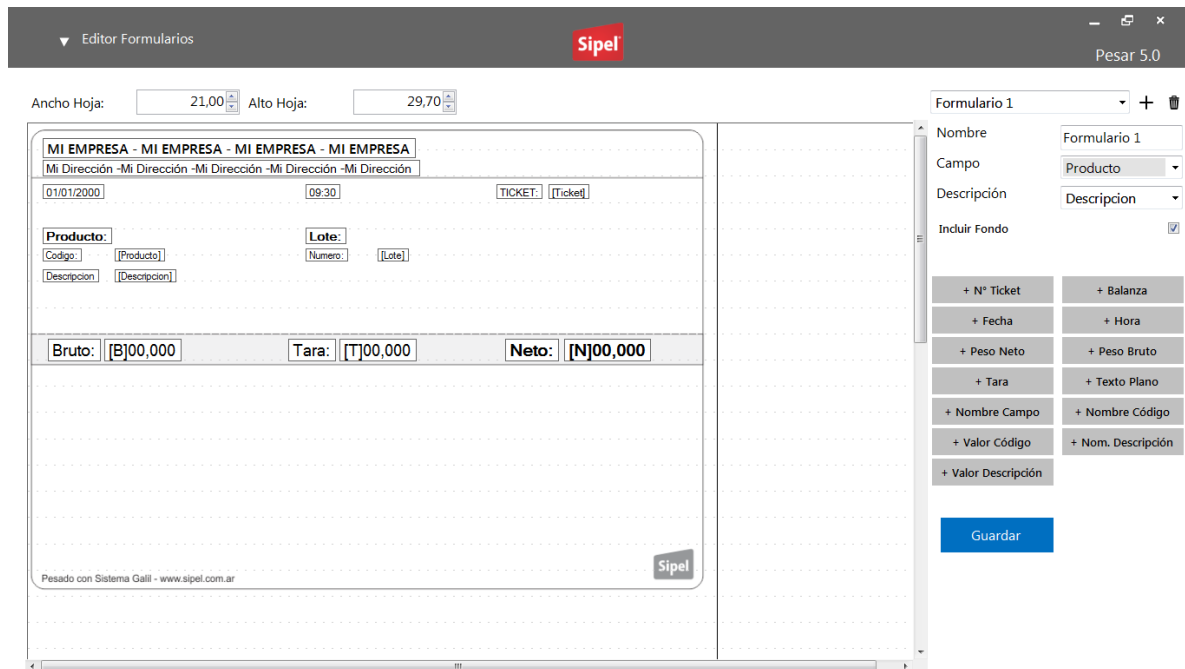 Editor Formularios
Sipel
Pesar 5.0
Ancho Hoja: 21,00 Alto Hoja: 29,70
Formulario 1
Nombre Formulario 1
Campo Producto
Descripción Descripcion
Incluir Fondo
+ N° Ticket + Balanza
+ Fecha + Hora
+ Peso Neto + Peso Bruto
+ Tara + Texto Plano
+ Nombre Campo + Nombre Código
+ Valor Código + Nom. Descripción
+ Valor Descripción
Guardar
MI EMPRESA - MI EMPRESA - MI EMPRESA - MI EMPRESA
Mi Dirección -Mi Dirección -Mi Dirección -Mi Dirección -Mi Dirección
01/01/2000 09:30 TICKET: [Ticket]
Producto: Lote:
Codigo: [Producto] Numero: [Lote]
Descripcion [Descripcion]
Bruto: [B]00,000 Tara: [T]00,000 Neto: [N]00,000
Sipel
Pesado con Sistema Galil - www.sipel.com.ar